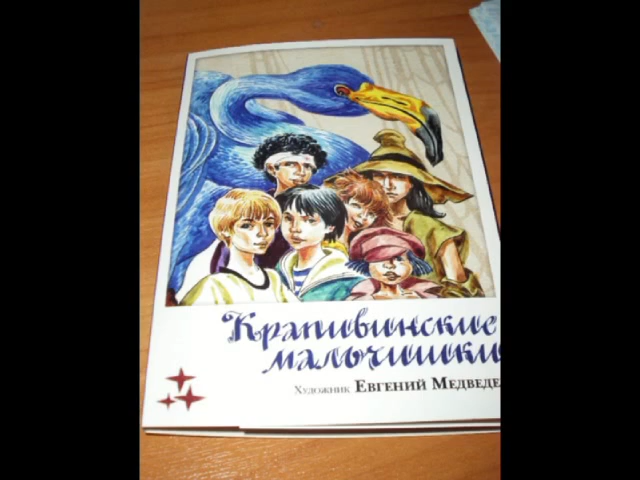 Крапивинские
мальчишки
Художник Евгений Медведе